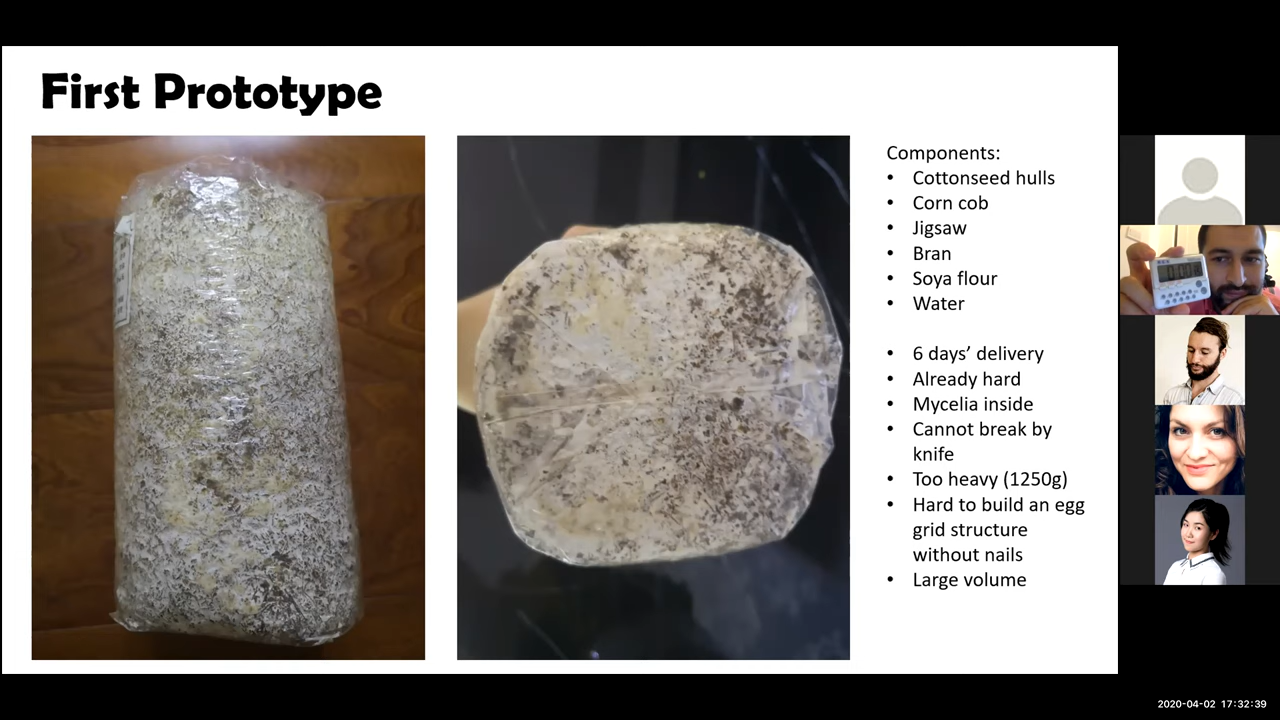 First Prototype
Components:
• Cottonseed hulls
• Corn cob
• Jigsaw
• Bran
• Soya flour
• Water
• 6 days’ delivery
• Already hard
• Mycelia inside
• Cannot break by
knife
• Too heavy (1250g)
• Hard to build an egg
grid structure
without nails
• Large volume
2020-04-02 17:32:39